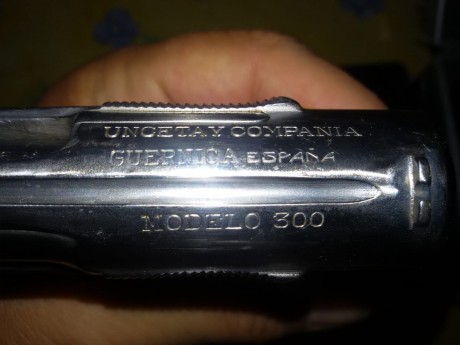 UNCETA Y COMPANIA
GUERNICA ESPAÑA
MODELO 300